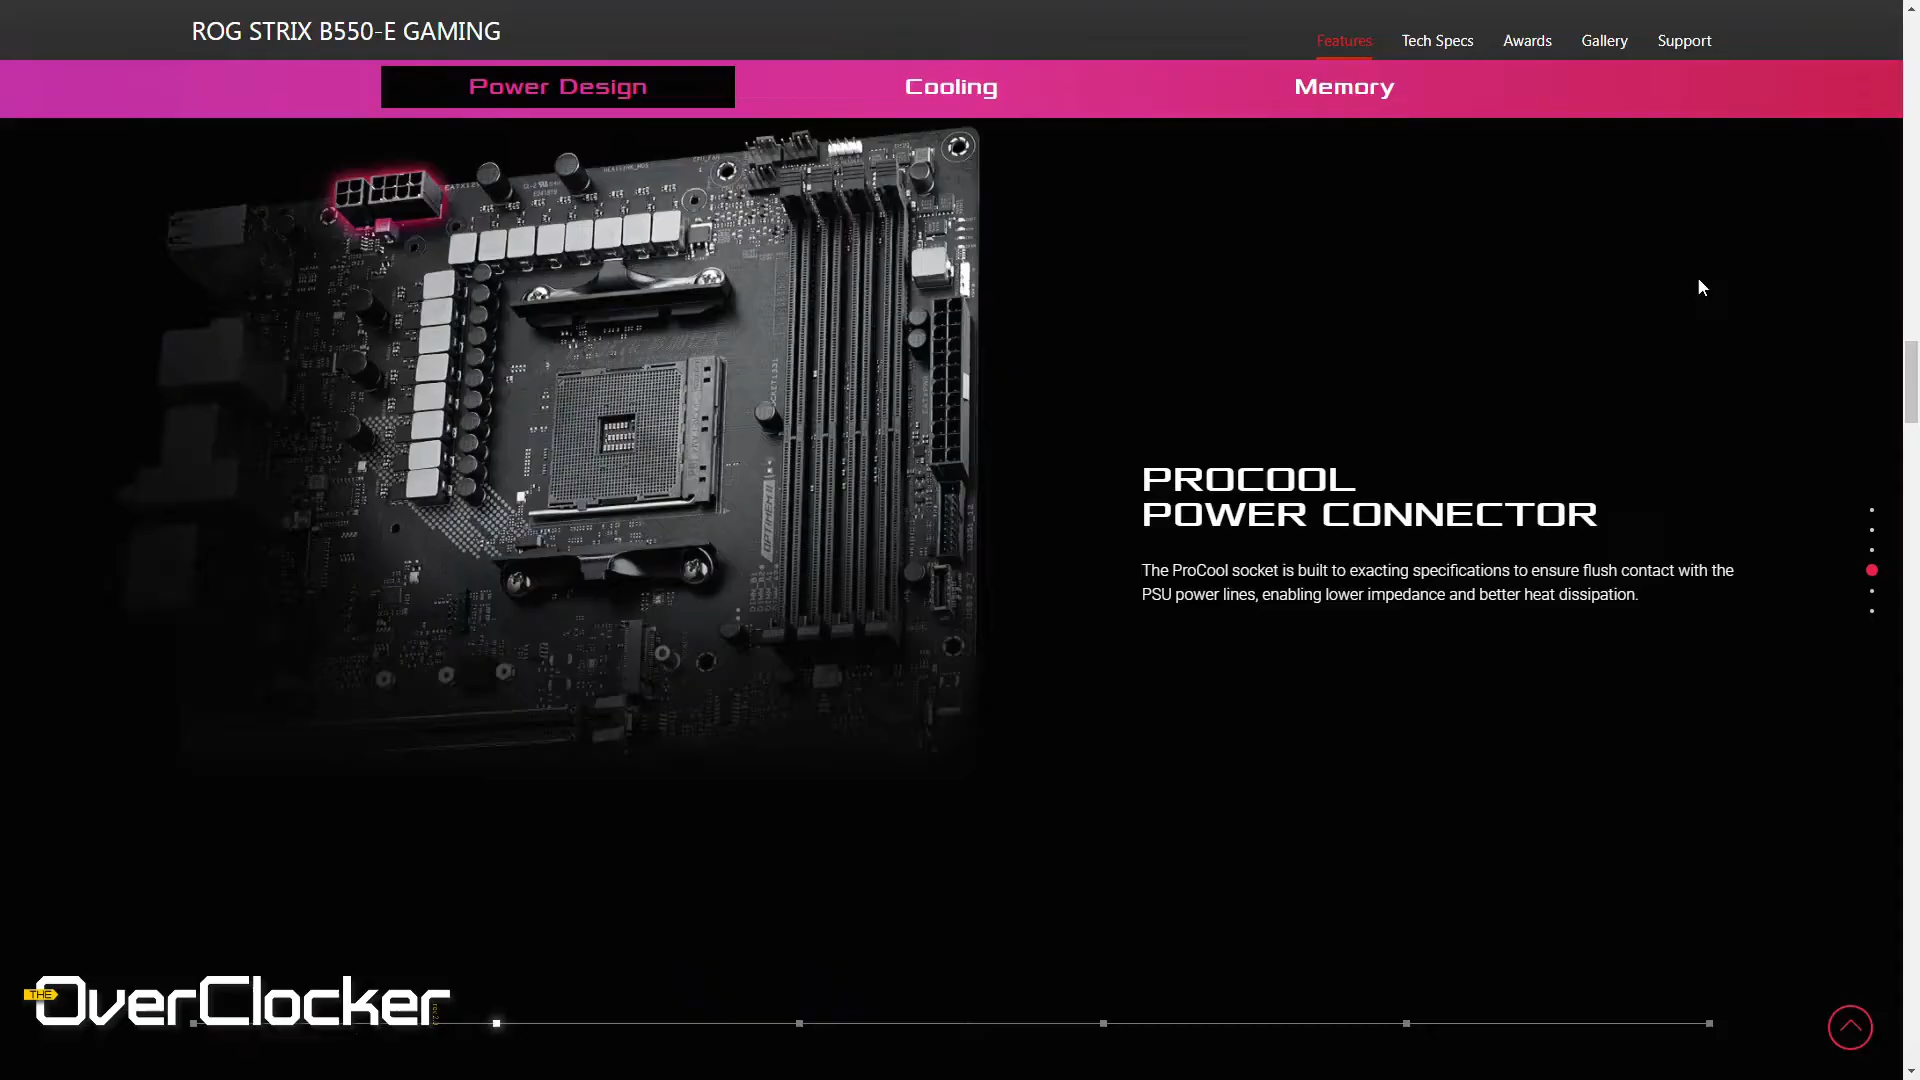 ROG STRIX B550-E GAMING
Features
Tech Specs
Awards
Gallery
Support
Power Design
Cooling
Memory
PROCOOL
POWER CONNECTOR
The ProCool socket is built to exacting specifications to ensure flush contact with the
PSU power lines, enabling lower impedance and better heat dissipation.
OPTIMEM II
THE OverClocker